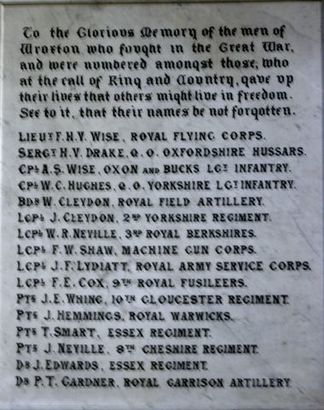 To the Glorious Memory of the men of
Wroxton who fought in the Great War,
and were numbered amongst those, who
at the call of King and Country, gave up
their lives that others might live in freedom.
See to it, that their names be not forgotten.
LIEUT F.H.V. WISE, ROYAL FLYING CORPS.
SERGT H.V. DRAKE, Q.O. OXFORDSHIRE HUSSARS.
CPL A.S. WISE, OXON AND BUCKS LGT INFANTRY.
CPL W.C. HUGHES, Q.O. YORKSHIRE LGT INFANTRY.
BDR W. CLEYDON, ROYAL FIELD ARTILLERY.
LCPL J. CLEYDON, 2ND YORKSHIRE REGIMENT.
LCPL W.R. NEVILLE, 3RD ROYAL BERKSHIRES.
LCPL F.W. SHAW, MACHINE GUN CORPS.
LCPL J.F. LYDIATT, ROYAL ARMY SERVICE CORPS.
LCPL F.E. COX, 9TH ROYAL FUSILEERS.
PTE J.E. WHING, 10TH GLOUCESTER REGIMENT.
PTE J. HEMMINGS, ROYAL WARWICKS.
PTE T. SMART, ESSEX REGIMENT.
PTE J. NEVILLE, 8TH CHESHIRE REGIMENT.
DR J. EDWARDS, ESSEX REGIMENT.
DR P.T. GARDNER, ROYAL GARRISON ARTILLERY